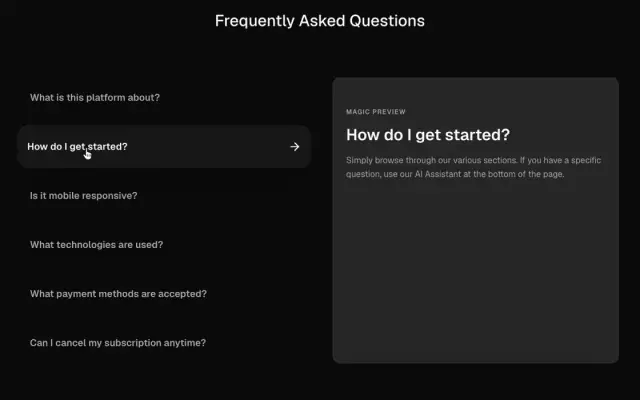 Frequently Asked Questions
What is this platform about?
How do I get started?
Is it mobile responsive?
What technologies are used?
What payment methods are accepted?
Can I cancel my subscription anytime?
MAGIC PREVIEW
How do I get started?
Simply browse through our various sections. If you have a specific
question, use our AI Assistant at the bottom of the page.